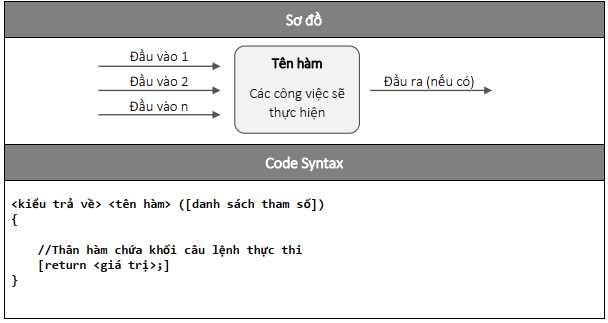 Sơ đồ
Đầu vào 1
Đầu vào 2
Đầu vào n
Tên hàm
Các công việc sẽ
thực hiện
Đầu ra (nếu có)
Code Syntax
<kiểu trả về> <tên hàm> ([danh sách tham số])
{
//Thân hàm chứa khối câu lệnh thực thi
[return <giá trị>;]
}